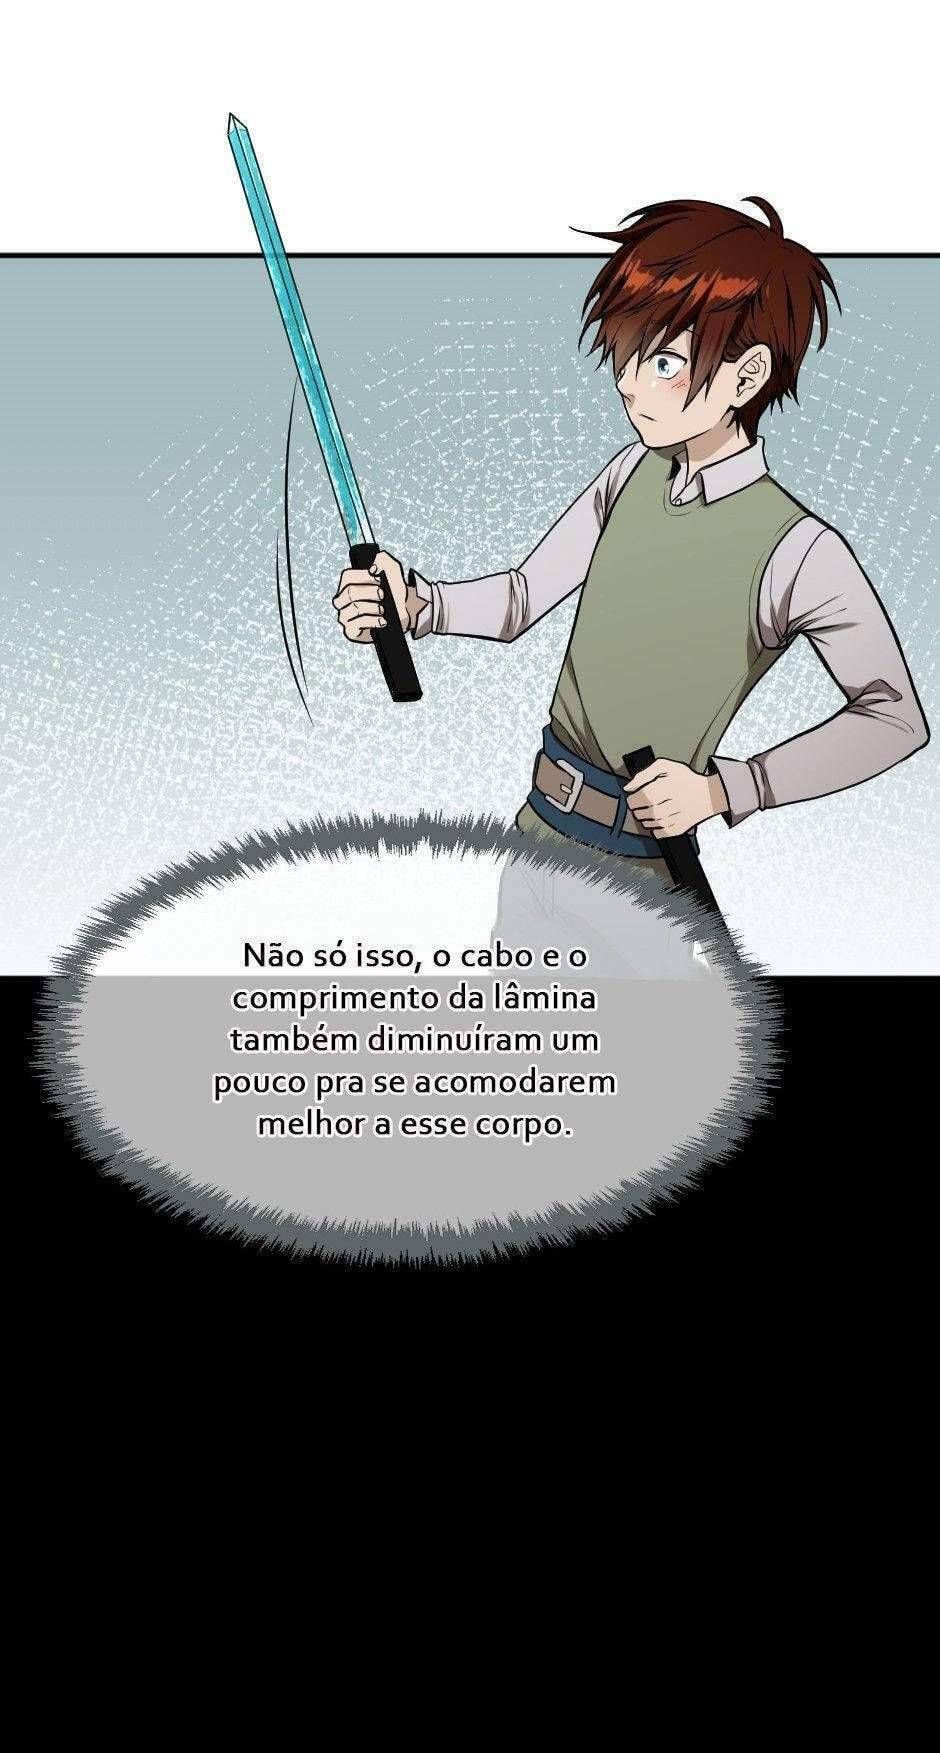 Não só isso, o cabo e o
comprimento da lâmina
também diminuíram um
pouco pra se acomodarem
melhor a esse corpo.